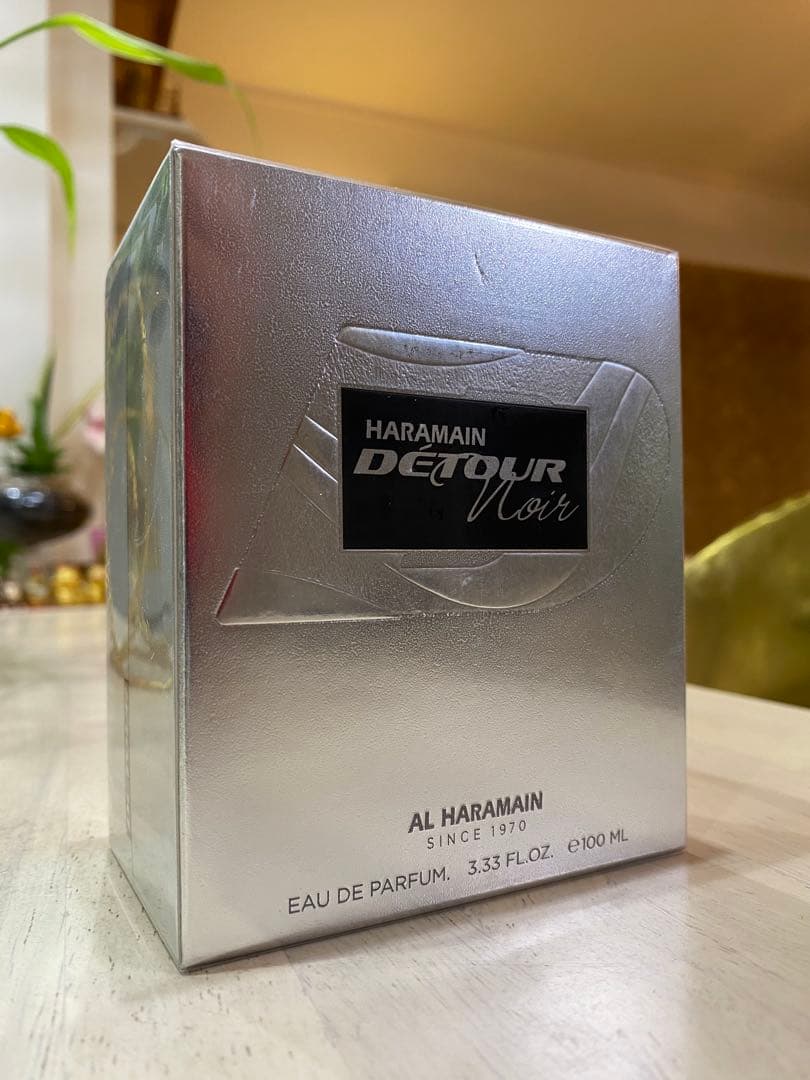 HARAMAIN
DÉTOUR
Noir
AL HARAMAIN
SINCE 1970
EAU DE PARFUM. 3.33 FL.OZ. ℮100 ML